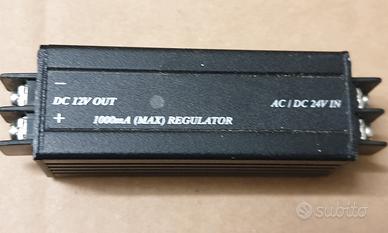 −
DC 12V OUT
AC / DC 24V IN
+
1000mA (MAX) REGULATOR
subito